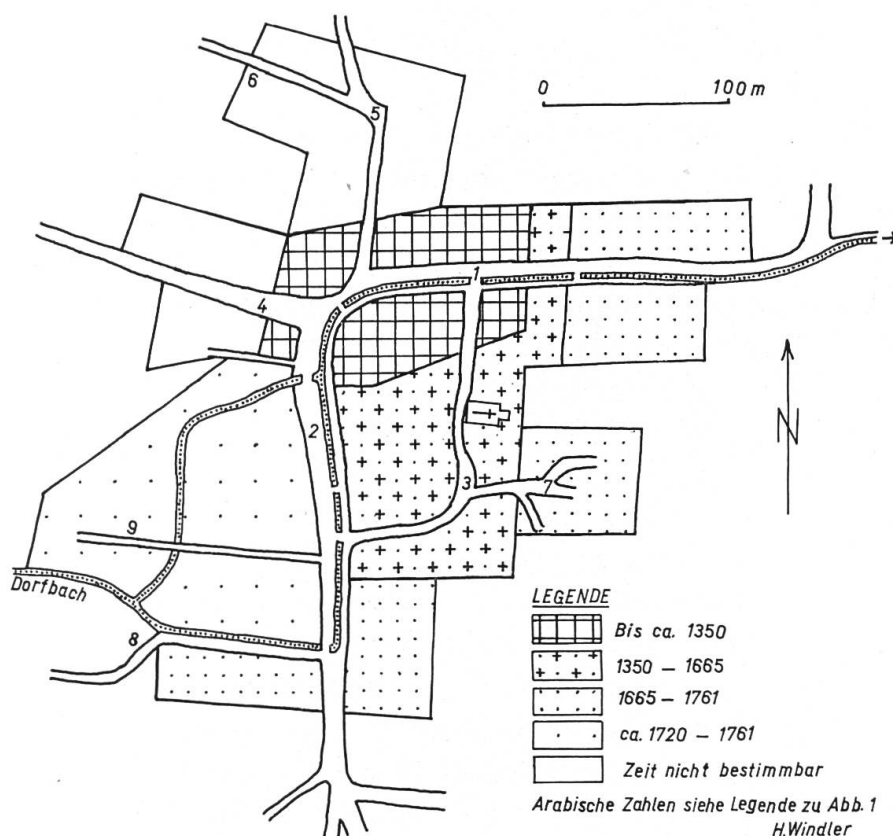 6
5
0 100 m
1
4
2
N
3
7
9
Dorfbach
8
LEGENDE
Bis ca. 1350
1350 – 1665
1665 – 1761
ca. 1720 – 1761
Zeit nicht bestimmbar
Arabische Zahlen siehe Legende zu Abb. 1
H. Windler